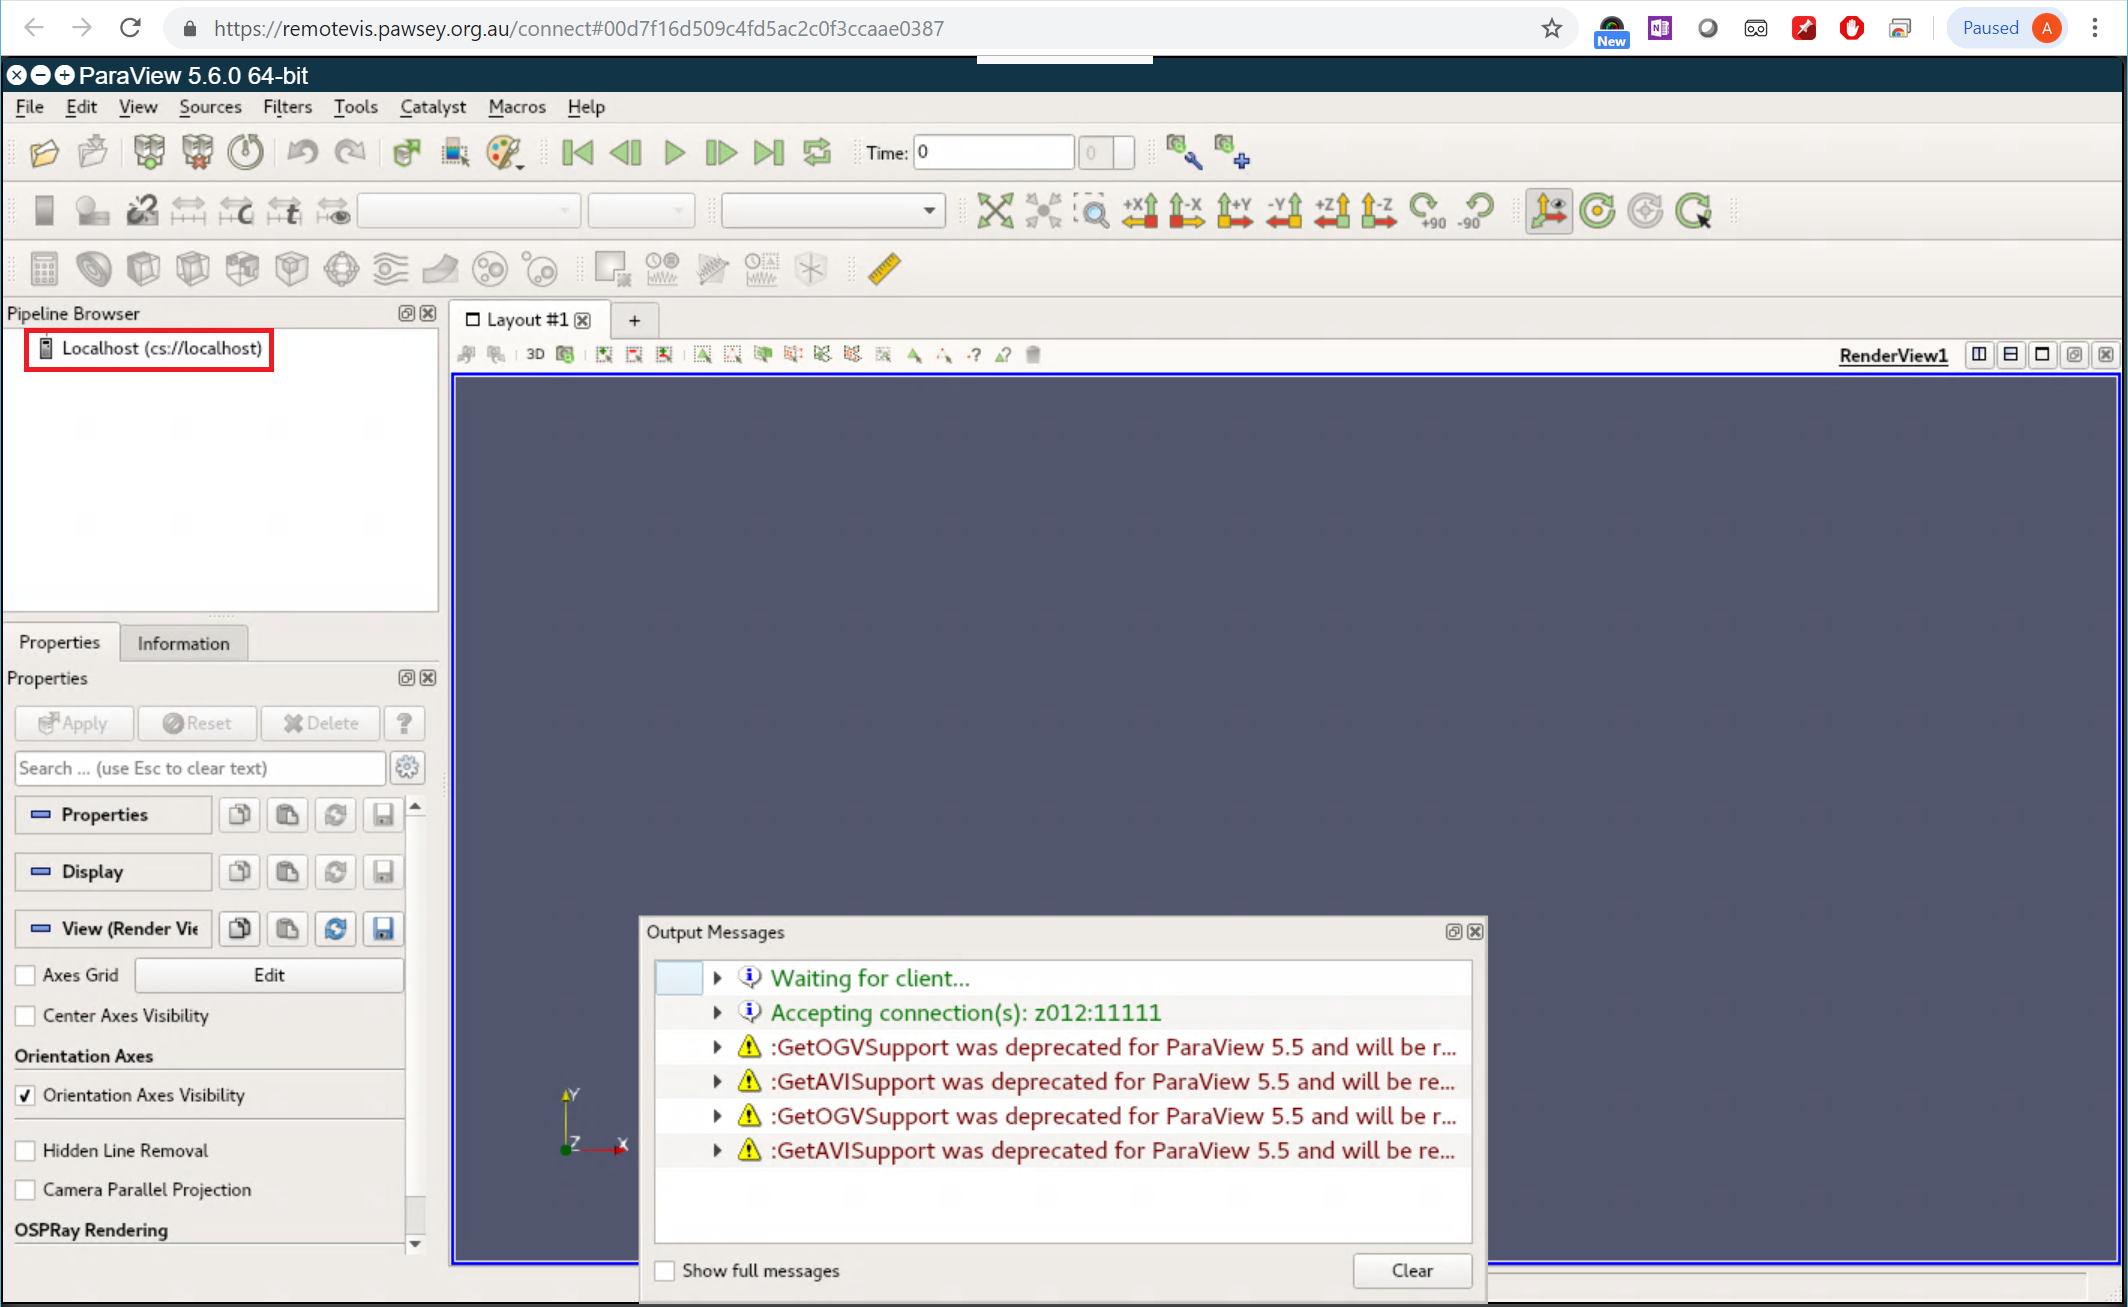 https://remotevis.pawsey.org.au/connect#00d7f16d509c4fd5ac2c0f3ccaae0387
New
Paused A
ParaView 5.6.0 64-bit
File Edit View Sources Filters Tools Catalyst Macros Help
Time: 0 0
C t +X -X +Y -Y +Z -Z +90 -90
Pipeline Browser
Layout #1 +
Localhost (cs://localhost)
3D ? ? RenderView1
Properties Information
Properties
Apply Reset Delete ?
Search ... (use Esc to clear text)
Properties
Display
View (Render Vie
Axes Grid Edit
Center Axes Visibility
Orientation Axes
Orientation Axes Visibility
Hidden Line Removal
Camera Parallel Projection
OSPRay Rendering
Y
Z X
Output Messages
Waiting for client...
Accepting connection(s): z012:11111
:GetOGVSupport was deprecated for ParaView 5.5 and will be r...
:GetAVISupport was deprecated for ParaView 5.5 and will be re...
:GetOGVSupport was deprecated for ParaView 5.5 and will be r...
:GetAVISupport was deprecated for ParaView 5.5 and will be re...
Show full messages Clear